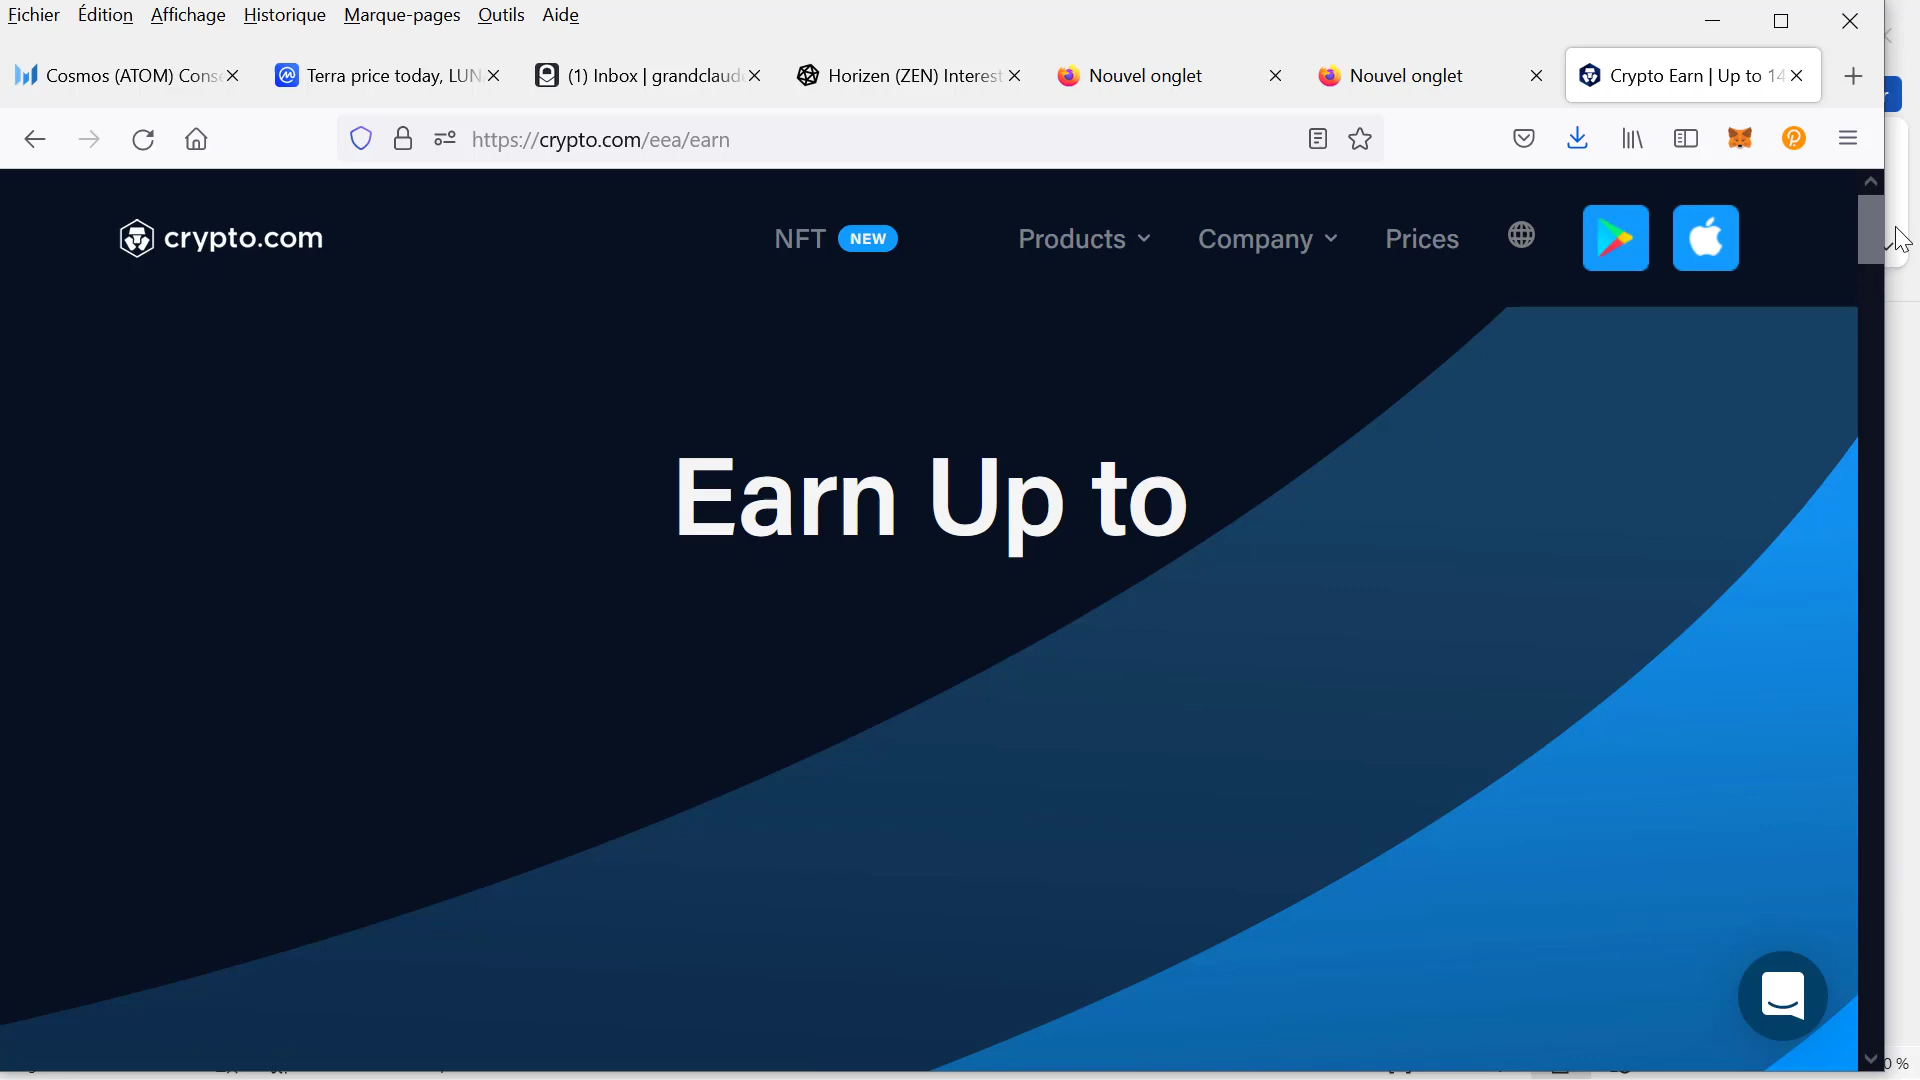 Fichier Édition Affichage Historique Marque-pages Outils Aide
Cosmos (ATOM) Cons Terra price today, LUN (1) Inbox | grandclaud Horizen (ZEN) Interest Nouvel onglet Nouvel onglet Crypto Earn | Up to 14
https://crypto.com/eea/earn
crypto.com NFT NEW Products Company Prices
Earn Up to
0 %